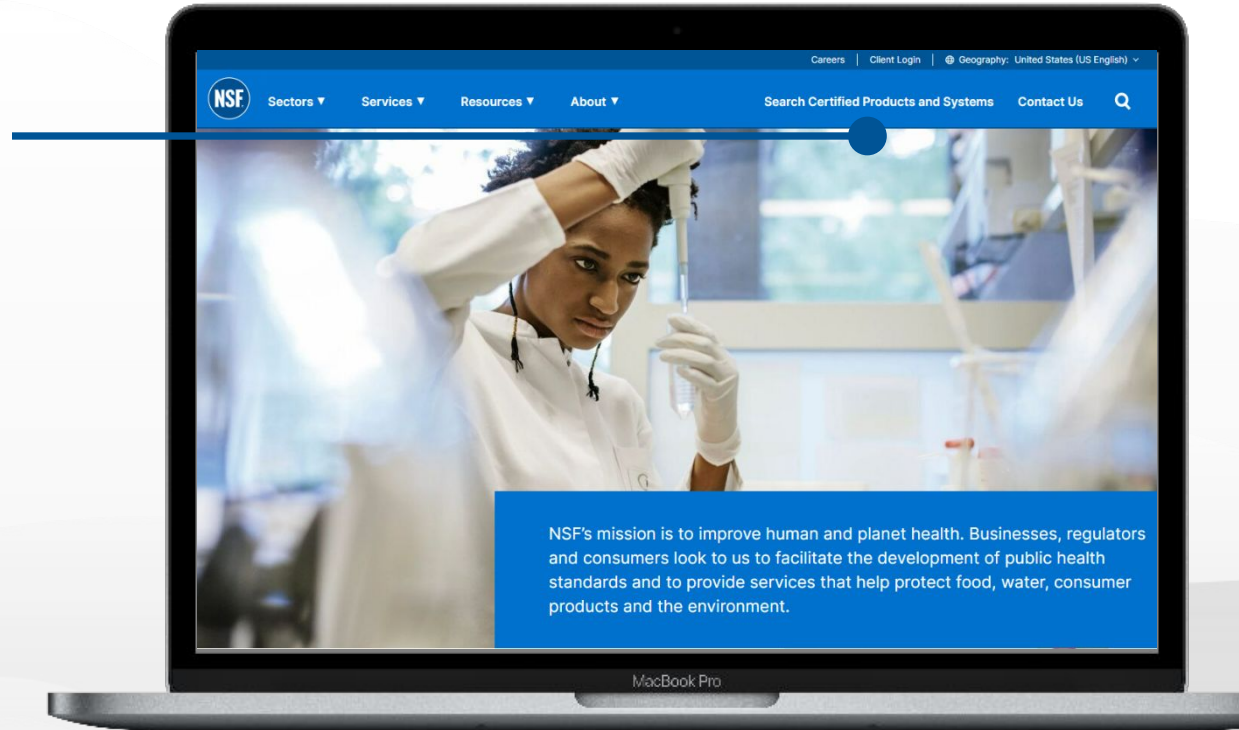 Careers Client Login Geography: United States (US English)
NSF Sectors ▼ Services ▼ Resources ▼ About ▼ Search Certified Products and Systems Contact Us
NSF's mission is to improve human and planet health. Businesses, regulators
and consumers look to us to facilitate the development of public health
standards and to provide services that help protect food, water, consumer
products and the environment.
MacBook Pro